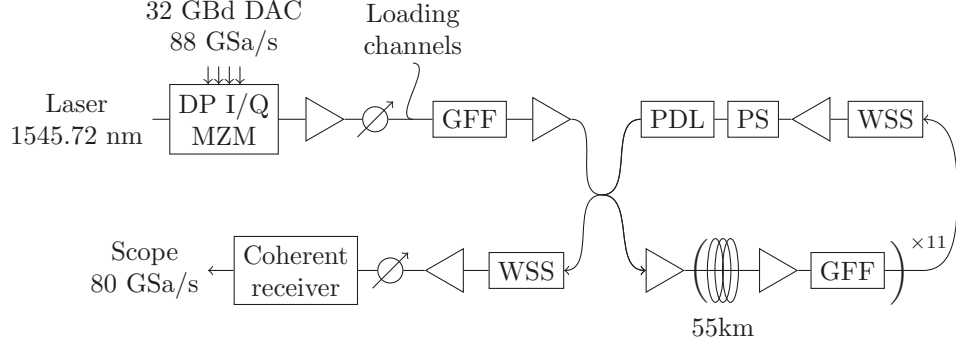 32 GBd DAC
88 GSa/s
Loading
channels
Laser
1545.72 nm
DP I/Q
MZM
GFF
PDL
PS
WSS
Scope
80 GSa/s
Coherent
receiver
WSS
GFF
×11
55km